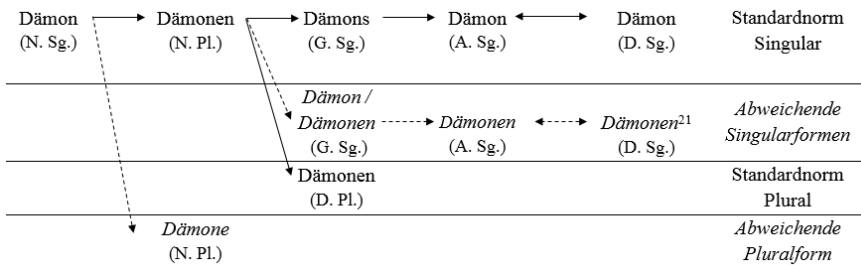 Dämon Dämonen Dämons Dämon Dämon Standardnorm
(N. Sg.) (N. Pl.) (G. Sg.) (A. Sg.) (D. Sg.) Singular
Dämon /
Dämonen Dämonen Dämonen²¹ Abweichende
(G. Sg.) (A. Sg.) (D. Sg.) Singularformen
Dämonen Standardnorm
(D. Pl.) Plural
Dämone Abweichende
(N. Pl.) Pluralform